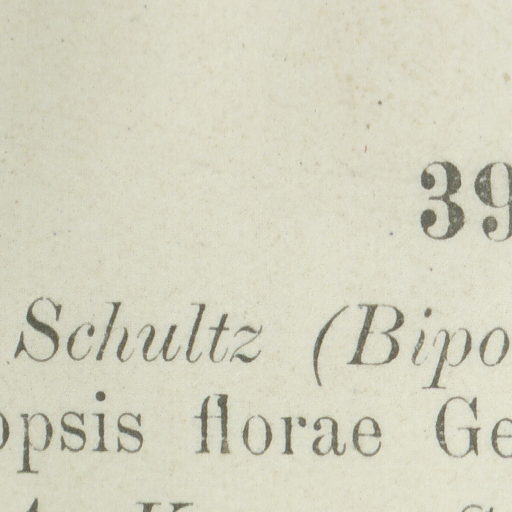 39
Schultz (Bipo
opsis florae Ge